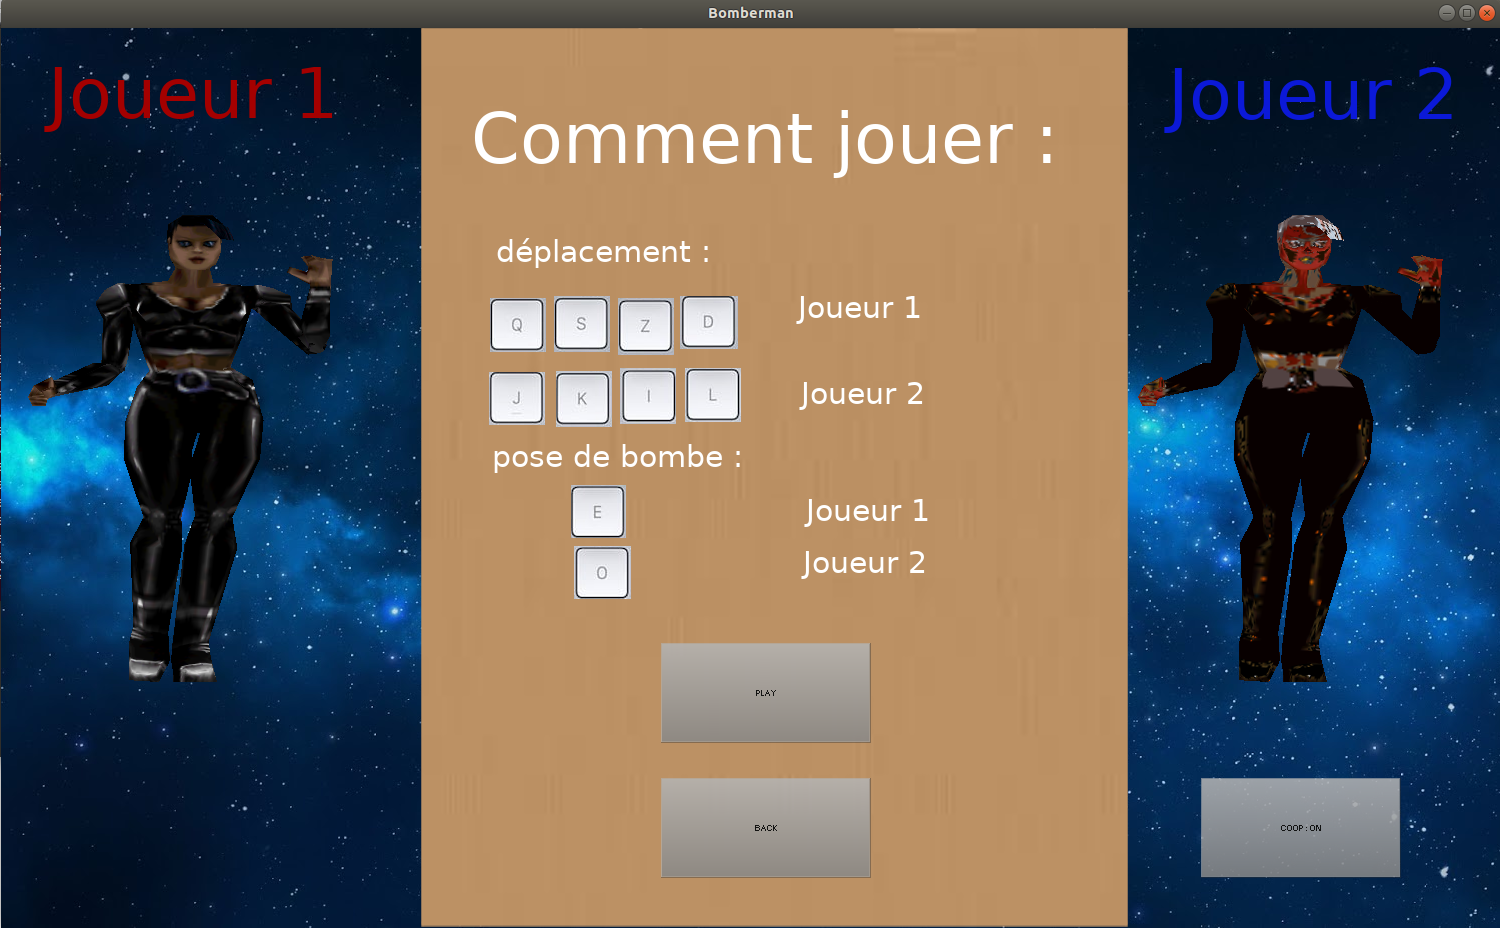 Bomberman
Joueur 1
Comment jouer :
Joueur 2
déplacement :
Q S Z D Joueur 1
J K I L Joueur 2
pose de bombe :
E Joueur 1
O Joueur 2
PLAY
BACK
COOP : ON